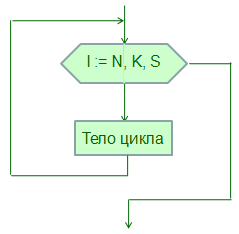 I := N, K, S
Тело цикла